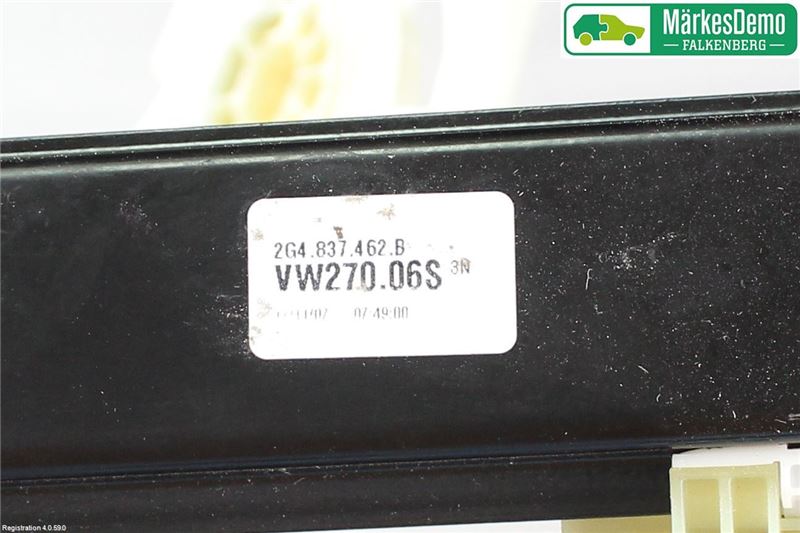 MärkesDemo
FALKENBERG
2G4.837.462.B
VW270.06S 3N
07:49:00
Registration 4.0.59.0